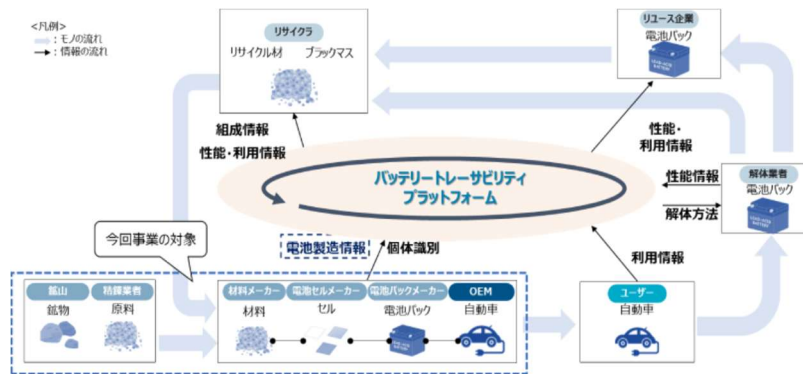 <凡例>
：モノの流れ
：情報の流れ
リサイクラ
リサイクル材 ブラックマス
リユース企業
電池パック
組成情報
性能・利用情報
性能・
利用情報
バッテリートレーサビリティ
プラットフォーム
性能情報
解体方法
解体業者
電池パック
今回事業の対象
電池製造情報
個体識別
利用情報
鉱山
鉱物
精錬業者
原料
材料メーカー
材料
電池セルメーカー
セル
電池パックメーカー
電池パック
OEM
自動車
ユーザー
自動車